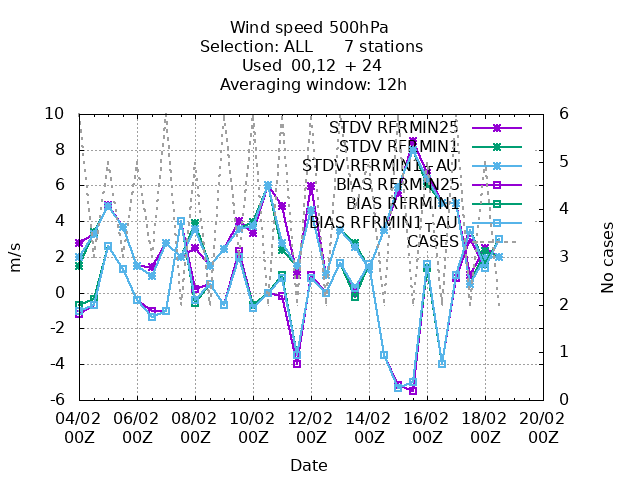 Wind speed 500hPa
Selection: ALL 7 stations
Used 00,12 + 24
Averaging window: 12h
10
8
6
4
2
0
-2
-4
-6
m/s
6
5
4
3
2
1
0
No cases
STDV RFRMIN25
STDV RFRMIN1
STDV RFRMIN1TAU
BIAS RFRMIN25
BIAS RFRMIN1
BIAS RFRMIN1TAU
CASES
04/02 06/02 08/02 10/02 12/02 14/02 16/02 18/02 20/02
00Z 00Z 00Z 00Z 00Z 00Z 00Z 00Z 00Z
Date